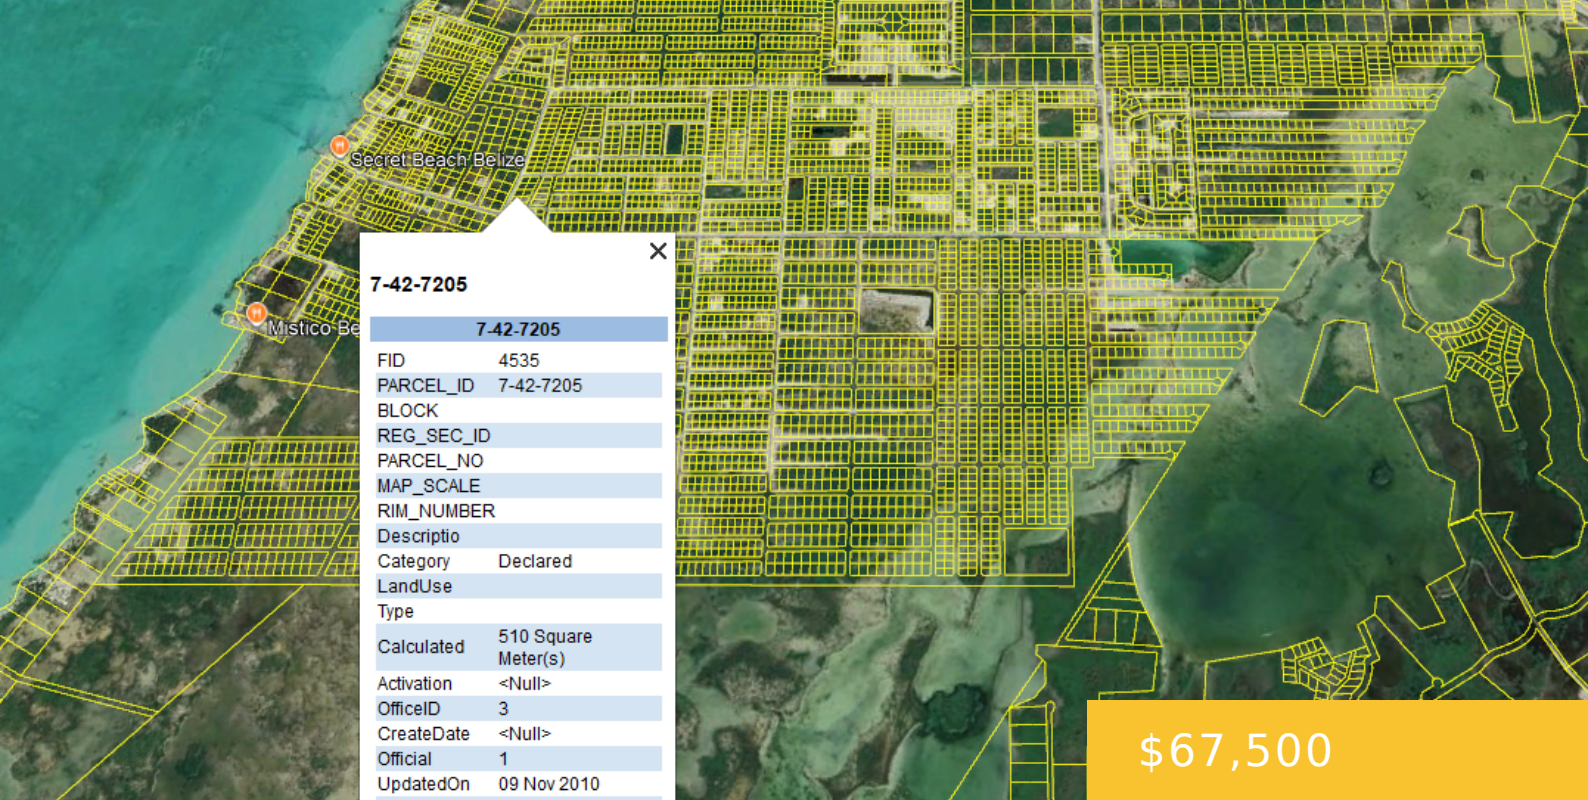 Secret Beach Belize
Mistico Be
7-42-7205
7-42-7205
FID 4535
PARCEL_ID 7-42-7205
BLOCK
REG_SEC_ID
PARCEL_NO
MAP_SCALE
RIM_NUMBER
Descriptio
Category Declared
LandUse
Type
Calculated 510 Square
Meter(s)
Activation <Null>
OfficeID 3
CreateDate <Null>
Official 1
UpdatedOn 09 Nov 2010
$67,500